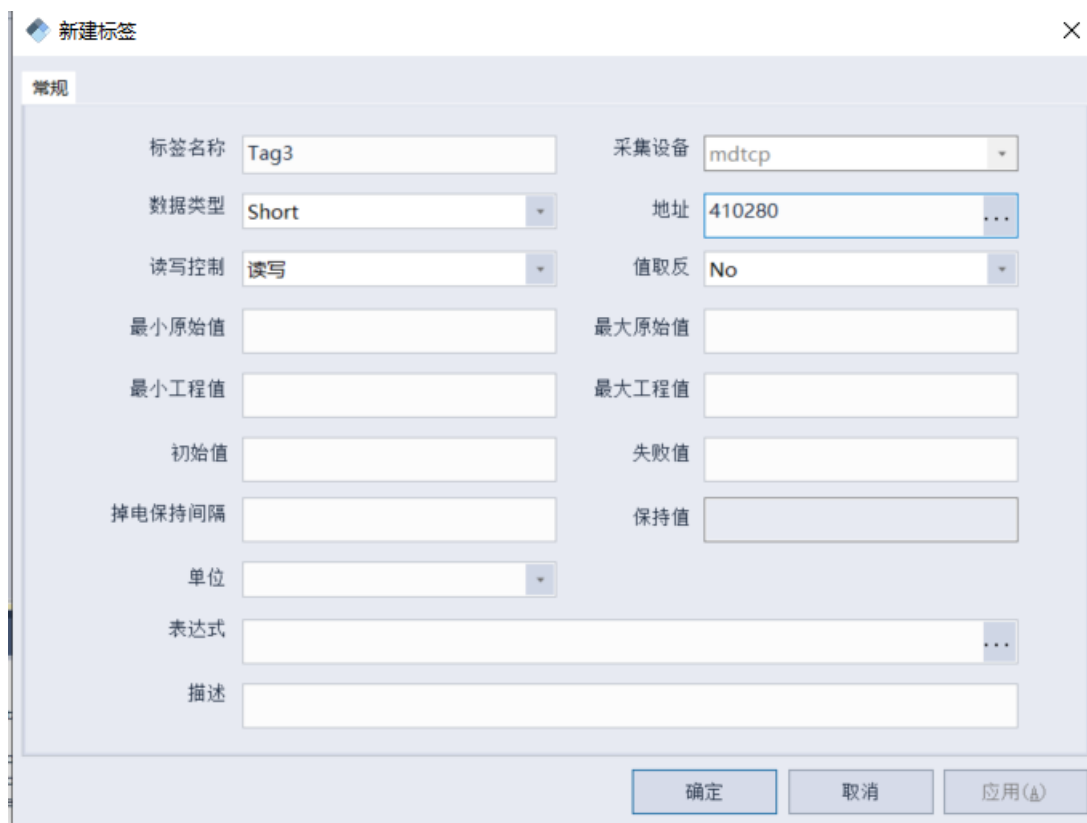 新建标签
常规
标签名称 Tag3 采集设备 mdtcp
数据类型 Short 地址 410280 ...
读写控制 读写 值取反 No
最小原始值 最大原始值
最小工程值 最大工程值
初始值 失败值
掉电保持间隔 保持值
单位
表达式 ...
描述
确定 取消 应用(A)